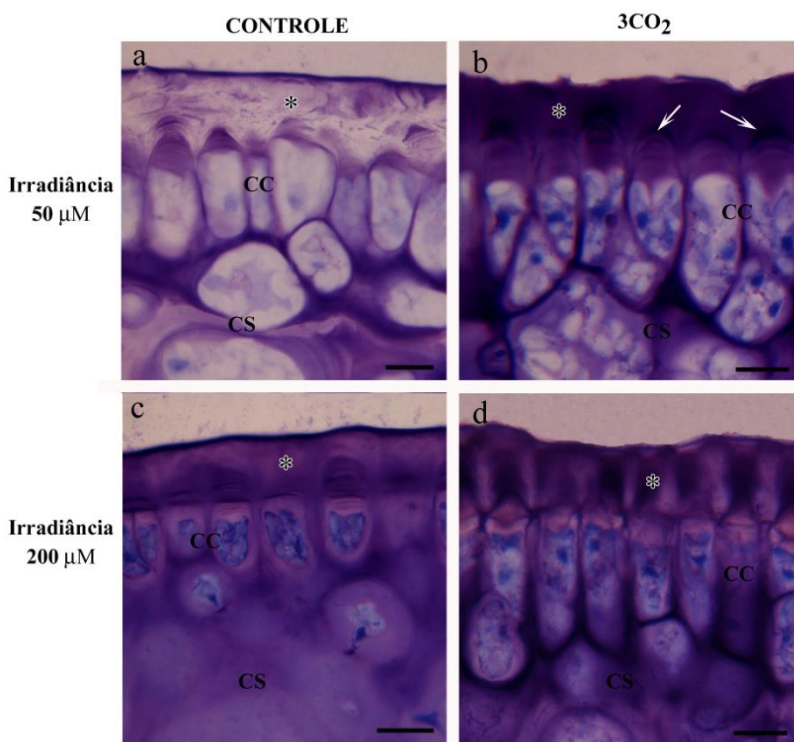 CONTROLE
3CO₂
a
*
CC
CS
b
*
CC
CS
Irradiância
50 µM
c
*
CC
CS
d
*
CC
CS
Irradiância
200 µM